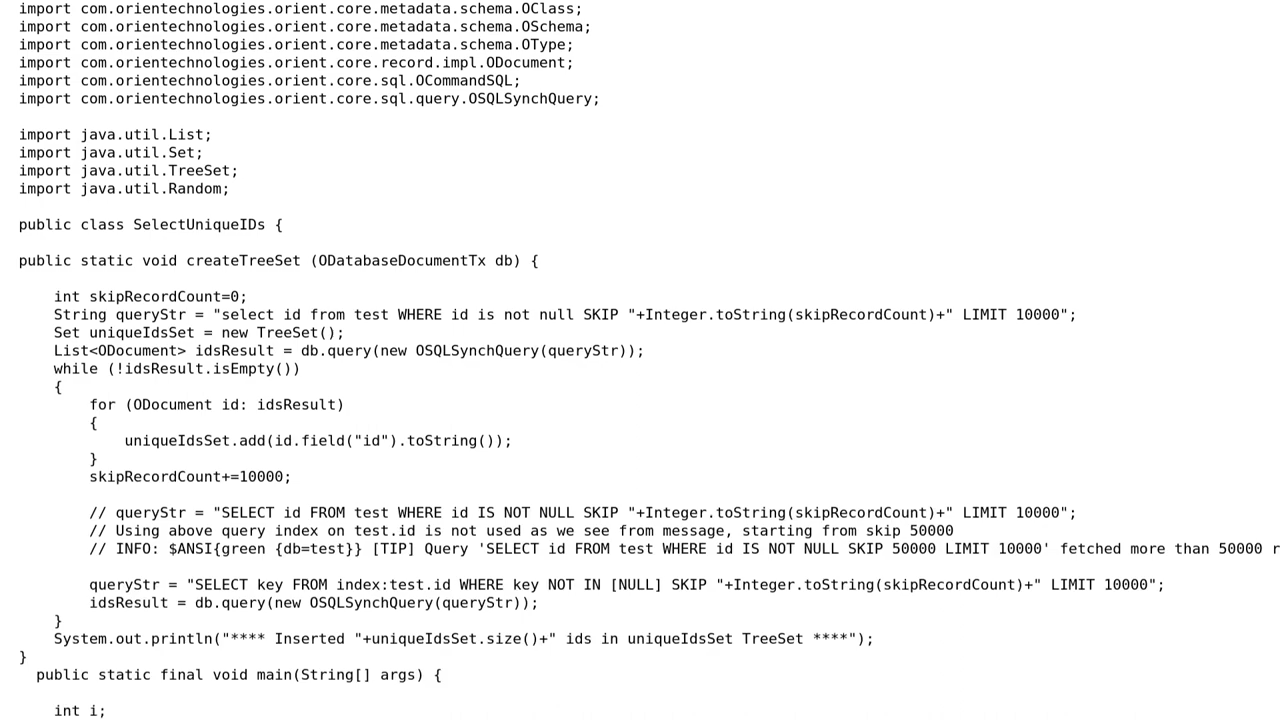 import com.orientechnologies.orient.core.metadata.schema.OClass;
import com.orientechnologies.orient.core.metadata.schema.OSchema;
import com.orientechnologies.orient.core.metadata.schema.OType;
import com.orientechnologies.orient.core.record.impl.ODocument;
import com.orientechnologies.orient.core.sql.OCommandSQL;
import com.orientechnologies.orient.core.sql.query.OSQLSynchQuery;

import java.util.List;
import java.util.Set;
import java.util.TreeSet;
import java.util.Random;

public class SelectUniqueIDs {

public static void createTreeSet (ODatabaseDocumentTx db) {

    int skipRecordCount=0;
    String queryStr = "select id from test WHERE id is not null SKIP "+Integer.toString(skipRecordCount)+" LIMIT 10000";
    Set uniqueIdsSet = new TreeSet();
    List<ODocument> idsResult = db.query(new OSQLSynchQuery(queryStr));
    while (!idsResult.isEmpty())
    {
        for (ODocument id: idsResult)
        {
            uniqueIdsSet.add(id.field("id").toString());
        }
        skipRecordCount+=10000;

        // queryStr = "SELECT id FROM test WHERE id IS NOT NULL SKIP "+Integer.toString(skipRecordCount)+" LIMIT 10000";
        // Using above query index on test.id is not used as we see from message, starting from skip 50000
        // INFO: $ANSI{green {db=test}} [TIP] Query 'SELECT id FROM test WHERE id IS NOT NULL SKIP 50000 LIMIT 10000' fetched more than 50000 r

        queryStr = "SELECT key FROM index:test.id WHERE key NOT IN [NULL] SKIP "+Integer.toString(skipRecordCount)+" LIMIT 10000";
        idsResult = db.query(new OSQLSynchQuery(queryStr));
    }
    System.out.println("**** Inserted "+uniqueIdsSet.size()+" ids in uniqueIdsSet TreeSet ****");
}
  public static final void main(String[] args) {

    int i;